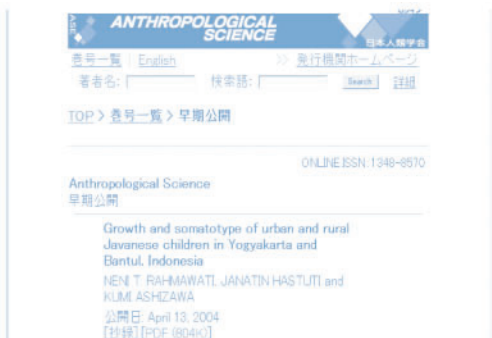 ASE
ANTHROPOLOGICAL
SCIENCE
日本人類学会
巻号一覧 | English >> 発行機関ホームページ
著者名: 検索語: Search 詳細
TOP > 巻号一覧 > 早期公開
ONLINE ISSN: 1348-8570
Anthropological Science
早期公開
Growth and somatotype of urban and rural
Javanese children in Yogyakarta and
Bantul, Indonesia
NENI T. RAHMAWATI, JANATIN HASTUTI and
KUMI ASHIZAWA
公開日: April 13, 2004
[抄録] [PDF (804K)]